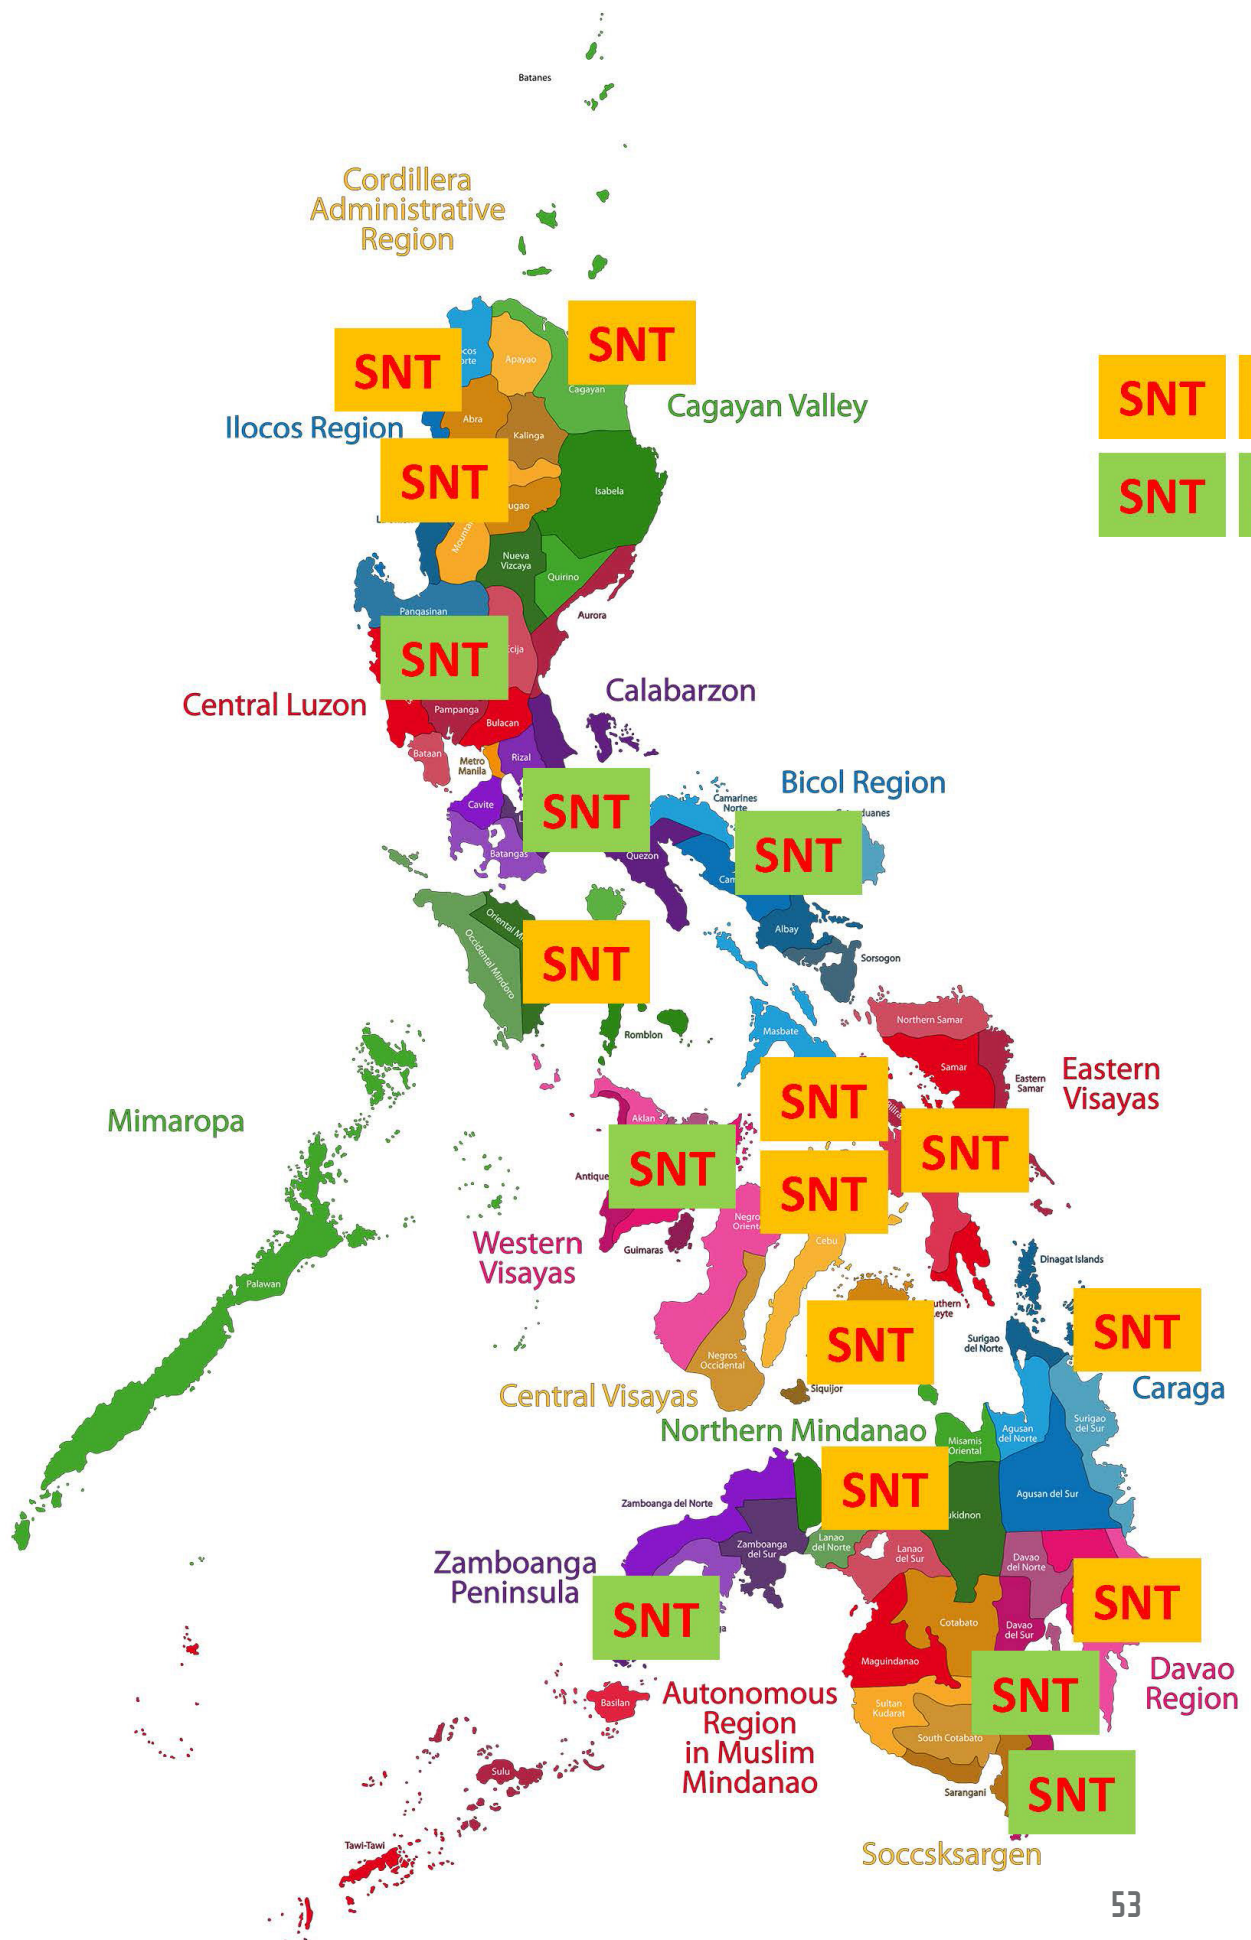 Batanes
Cordillera
Administrative
Region
SNT
SNT
Apayao
Cagayan
Cagayan Valley
SNT
SNT
Ilocos Region
Abra
Kalinga
SNT
Isabela
Nueva
Vizcaya
Quirino
Pangasinan
Aurora
SNT
Central Luzon
Calabarzon
Pampanga
Bulacan
Bataan
Metro
Manila
Rizal
Bicol Region
Cavite
SNT
Camarines
Norte
Batangas
Quezon
SNT
Albay
Sorsogon
Occidental Mindoro
SNT
Romblon
Masbate
Northern Samar
Samar
Eastern
Samar
Eastern
Visayas
Mimaropa
SNT
Aklan
SNT
Antique
SNT
SNT
Guimaras
Western
Visayas
Cebu
Palawan
Dinagat Islands
SNT
Surigao
del Norte
SNT
Negros
Occidental
Siquijor
Central Visayas
Caraga
Northern Mindanao
Misamis
Oriental
Agusan
del Norte
Surigao
del Sur
SNT
Agusan del Sur
Zamboanga del Norte
Zamboanga
del Sur
Lanao
del Norte
Lanao
del Sur
Davao
del Norte
Zamboanga
Peninsula
SNT
SNT
Cotabato
Davao
del Sur
Maguindanao
Davao
Region
Basilan
Autonomous
Region
in Muslim
Mindanao
Sultan
Kudarat
SNT
South Cotabato
Sulu
Sarangani
SNT
Tawi-Tawi
Soccsksargen
53